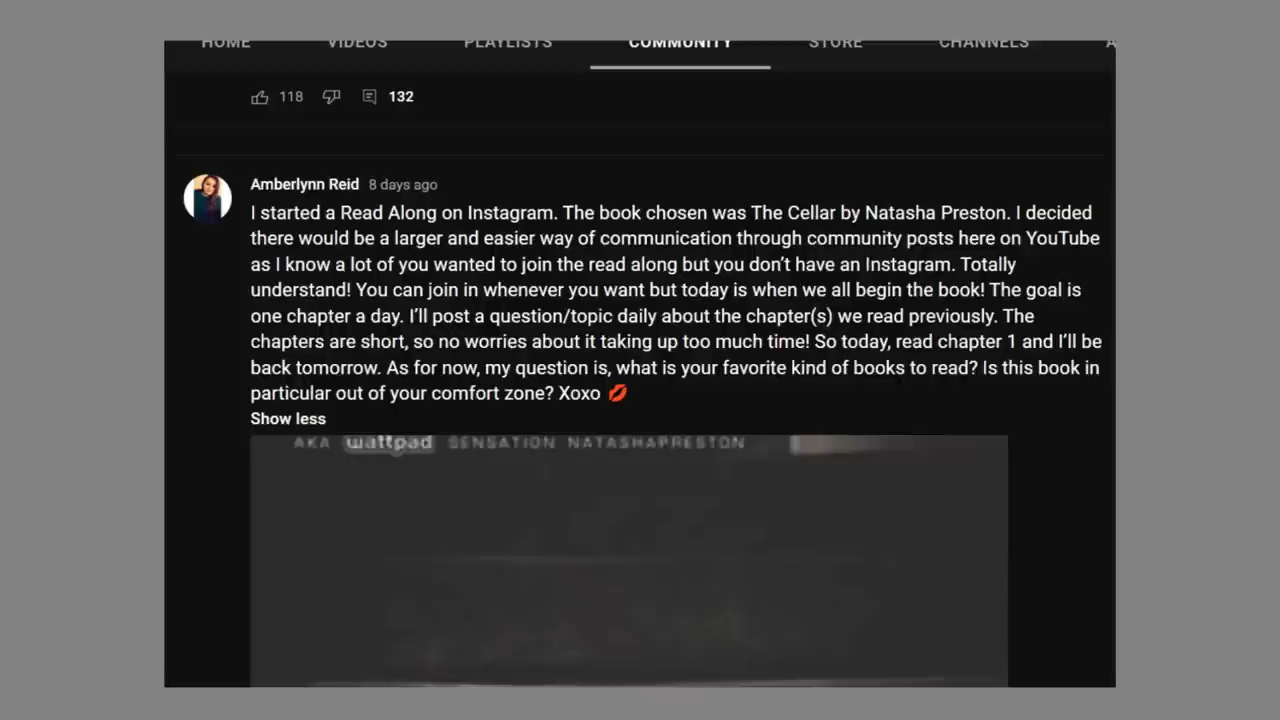 HOME VIDEOS PLAYLISTS COMMUNITY STORE CHANNELS A
118 132
Amberlynn Reid 8 days ago
I started a Read Along on Instagram. The book chosen was The Cellar by Natasha Preston. I decided
there would be a larger and easier way of communication through community posts here on YouTube
as I know a lot of you wanted to join the read along but you don’t have an Instagram. Totally
understand! You can join in whenever you want but today is when we all begin the book! The goal is
one chapter a day. I’ll post a question/topic daily about the chapter(s) we read previously. The
chapters are short, so no worries about it taking up too much time! So today, read chapter 1 and I’ll be
back tomorrow. As for now, my question is, what is your favorite kind of books to read? Is this book in
particular out of your comfort zone? Xoxo 💋
Show less
AKA wattpad SENSATION NATASHAPRESTON